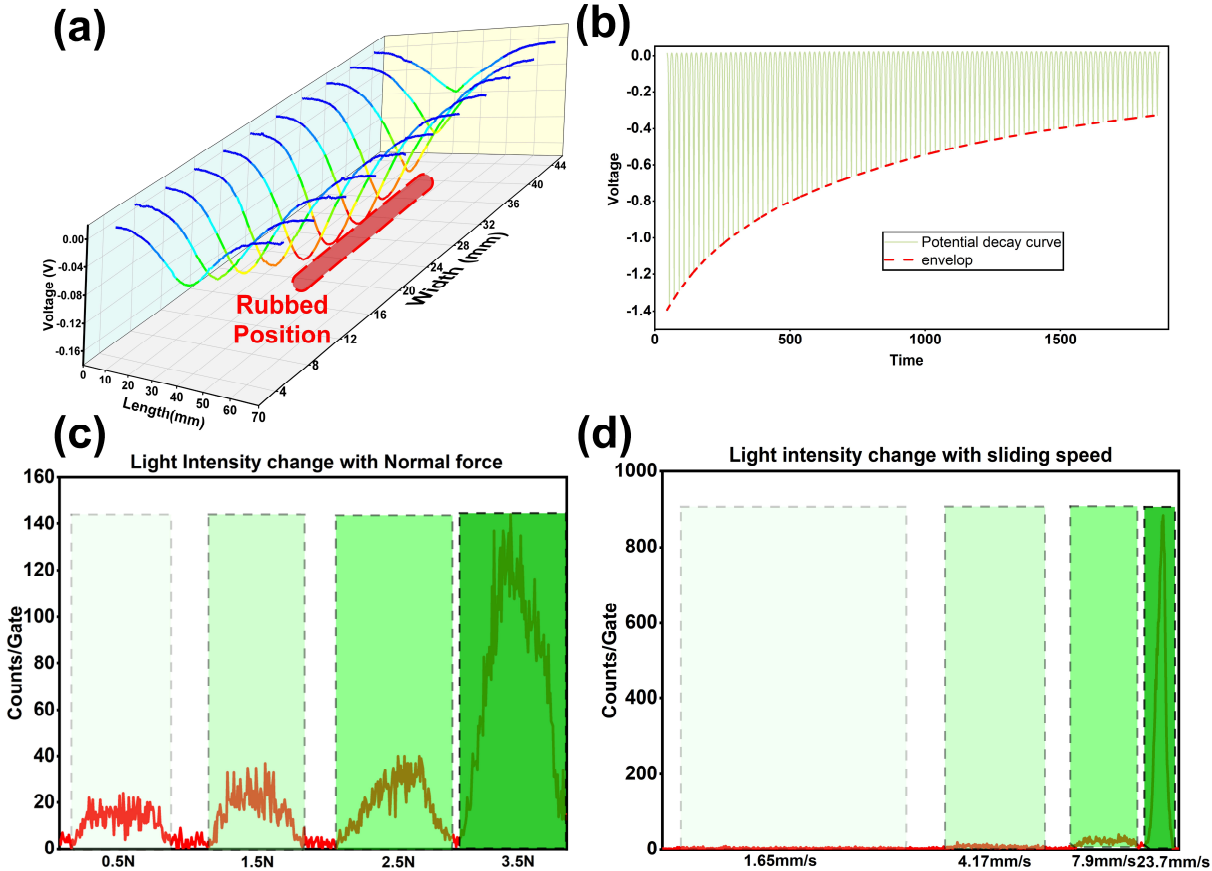 (a)
0.00
-0.04
-0.08
-0.12
-0.16
Voltage (V)
0
10
20
30
40
50
60
70
Length(mm)
4
8
12
16
20
24
28
32
36
40
44
Width (mm)
Rubbed
Position
(b)
0.0
-0.2
-0.4
-0.6
-0.8
-1.0
-1.2
-1.4
Voltage
Potential decay curve
envelop
0
500
1000
1500
Time
(c)
Light Intensity change with Normal force
160
140
120
100
80
60
40
20
0
Counts/Gate
0.5N
1.5N
2.5N
3.5N
(d)
Light intensity change with sliding speed
1000
800
600
400
200
0
Counts/Gate
1.65mm/s
4.17mm/s
7.9mm/s
23.7mm/s